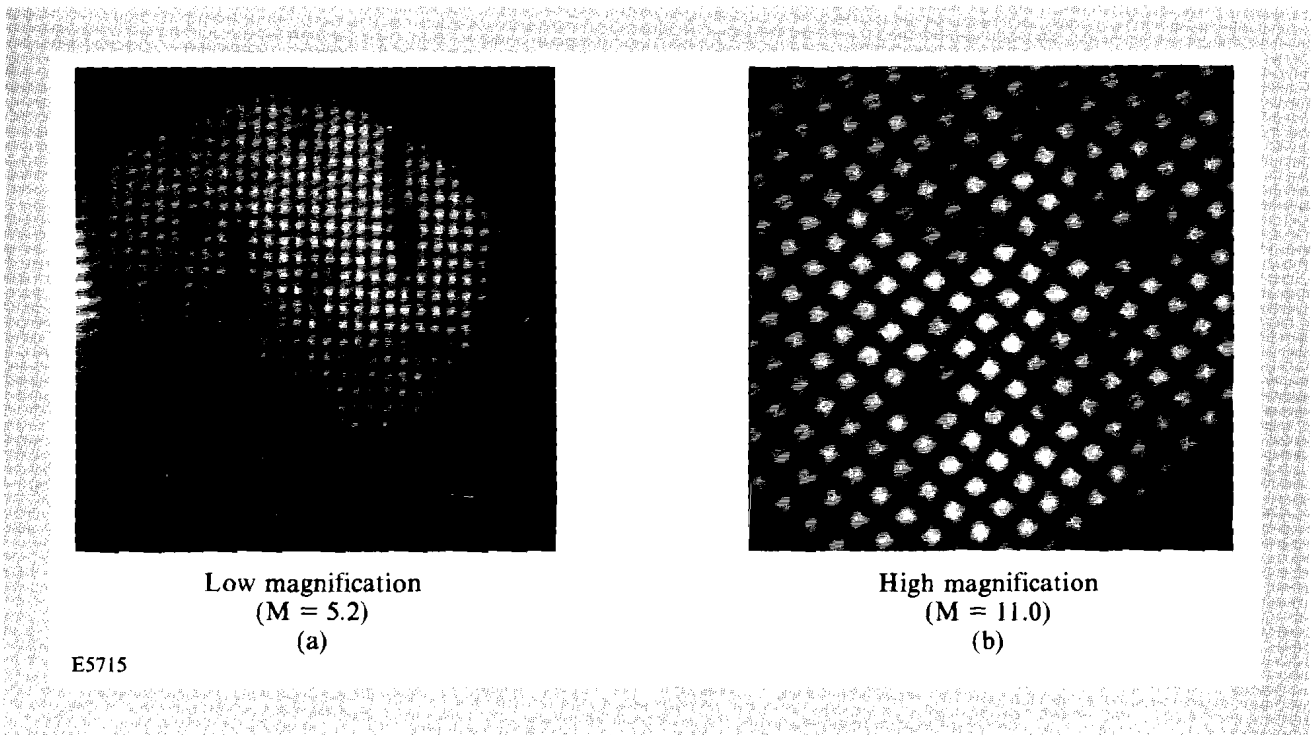 Low magnification
(M = 5.2)
(a)
High magnification
(M = 11.0)
(b)
E5715